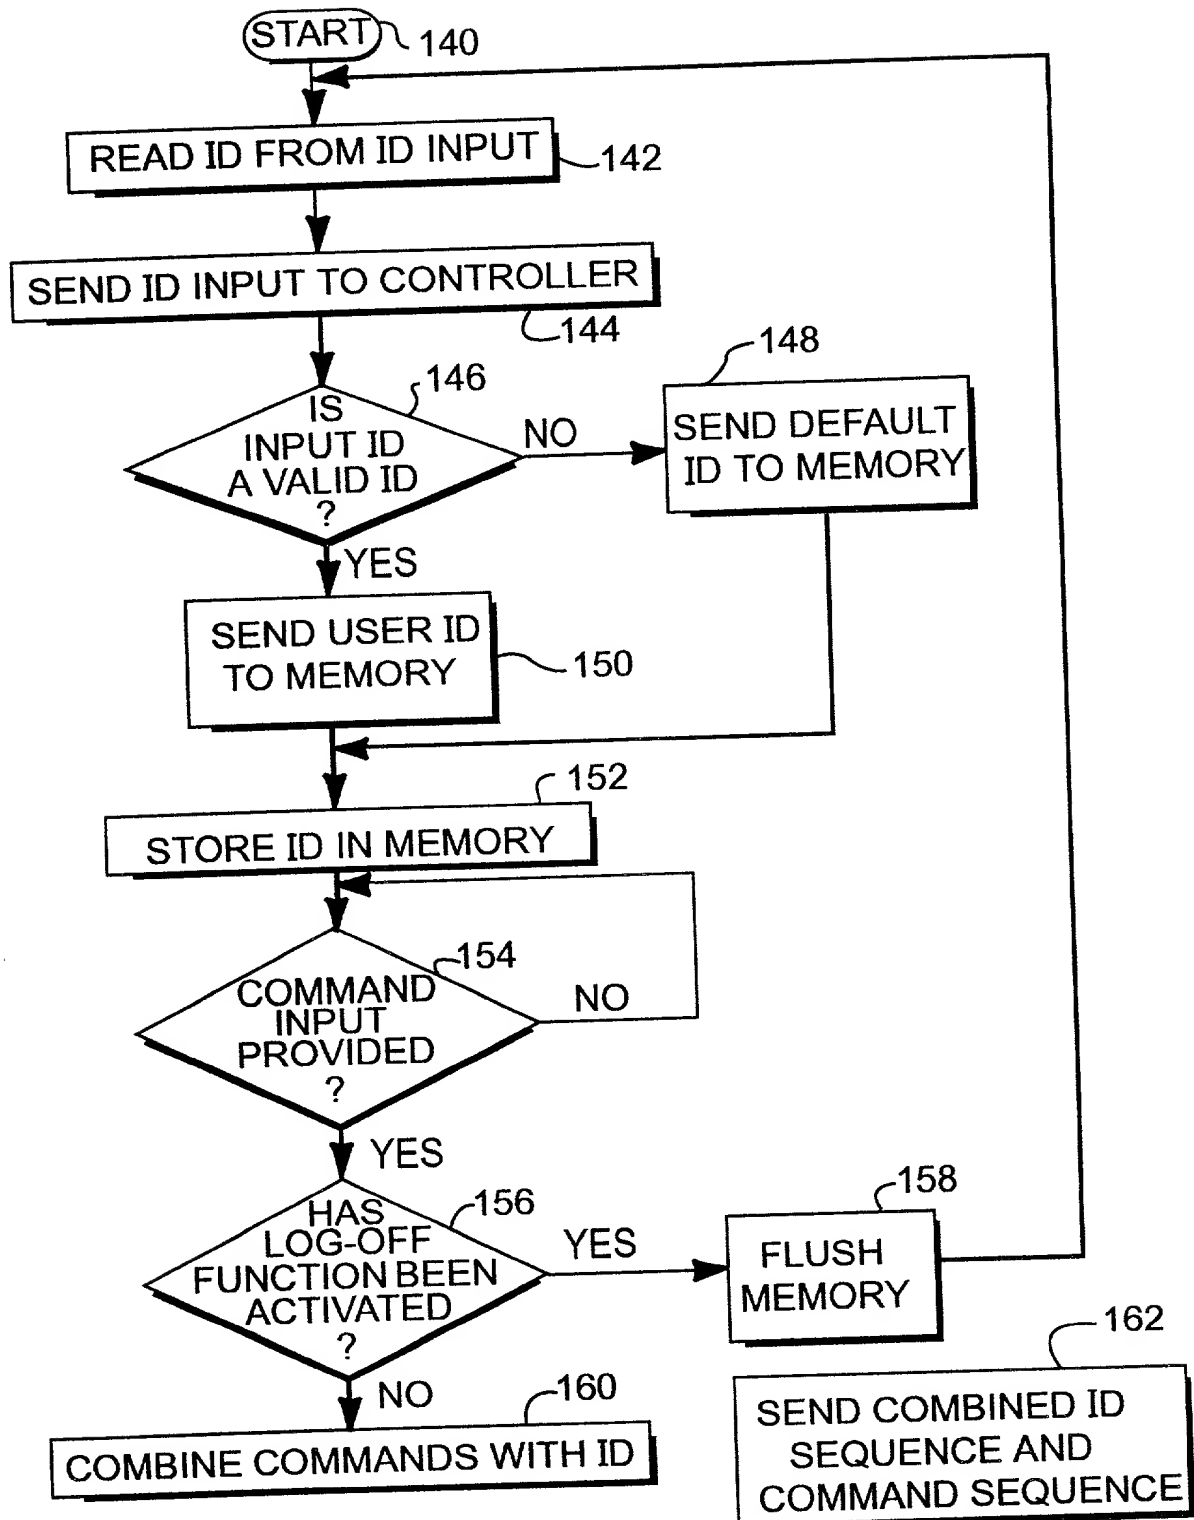 START
140
READ ID FROM ID INPUT
142
SEND ID INPUT TO CONTROLLER
144
146
IS
INPUT ID
A VALID ID
?
NO
148
SEND DEFAULT
ID TO MEMORY
YES
SEND USER ID
TO MEMORY
150
152
STORE ID IN MEMORY
154
COMMAND
INPUT
PROVIDED
?
NO
YES
156
HAS
LOG-OFF
FUNCTION BEEN
ACTIVATED
?
YES
158
FLUSH
MEMORY
NO
160
COMBINE COMMANDS WITH ID
162
SEND COMBINED ID
SEQUENCE AND
COMMAND SEQUENCE